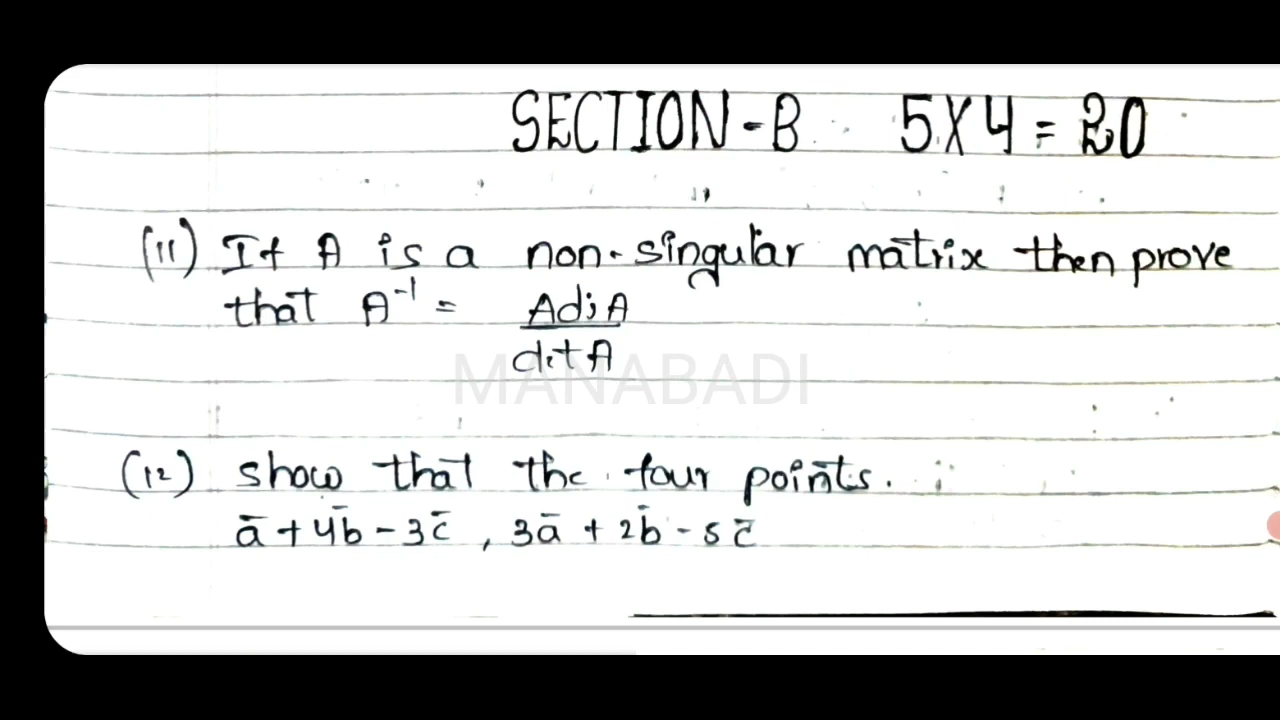 SECTION-B 5X4=20
(11) If A is a non-singular matrix then prove
that A⁻¹ = AdjA
detA
MANABADI
(12) show that the four points.
a̅ + 4b̅ - 3c̅ , 3a̅ + 2b̅ - 5c̅